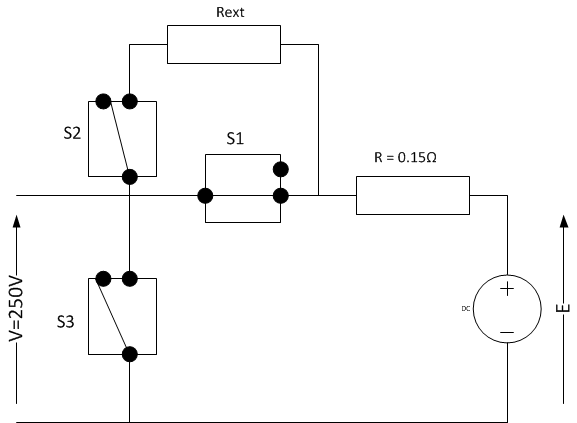 Rext
S2
S1
R = 0.15Ω
S3
V=250V
DC
E